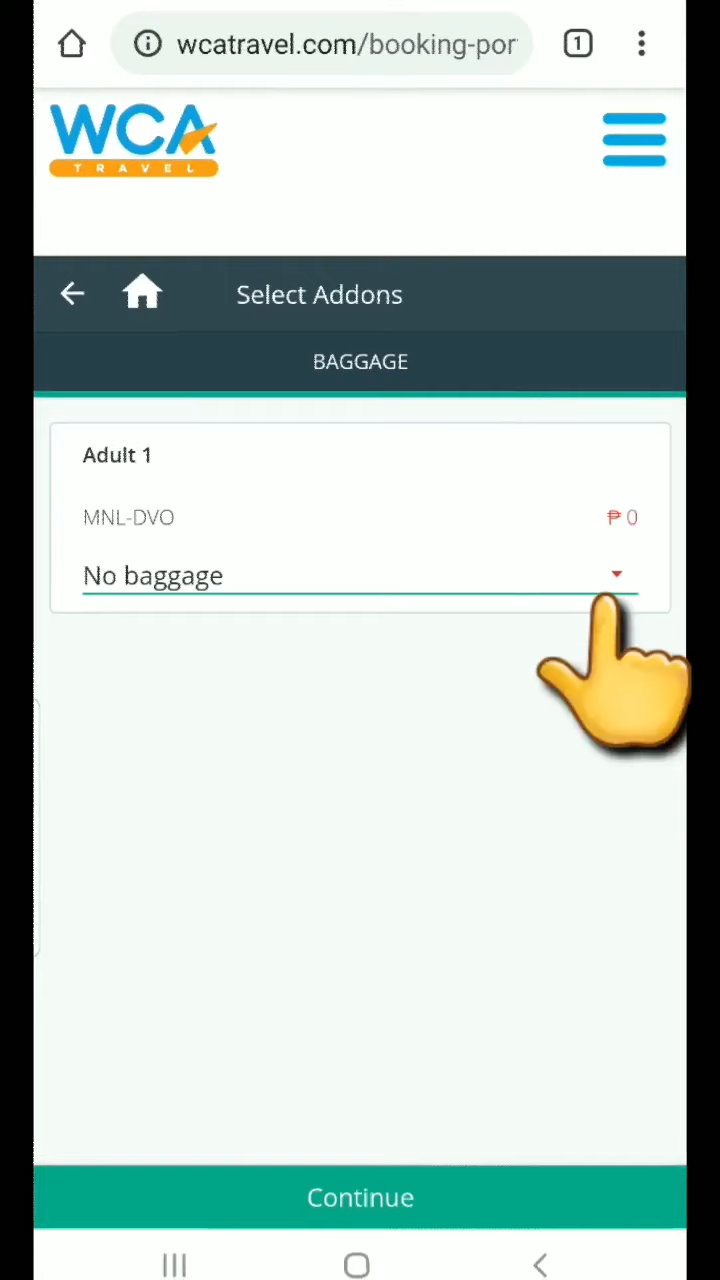 wcatravel.com/booking-por
1
WCA
TRAVEL
Select Addons
BAGGAGE
Adult 1
MNL-DVO
₱ 0
No baggage
Continue